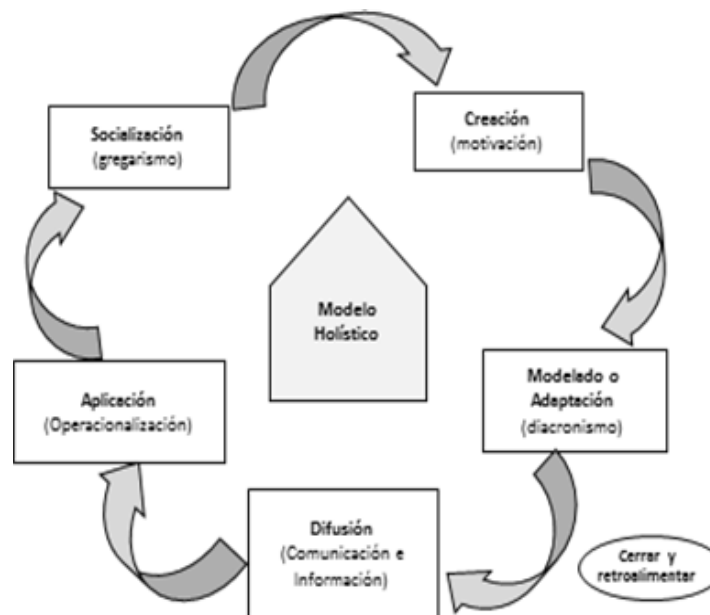 Socialización
(gregarismo)
Creación
(motivación)
Modelo
Holístico
Aplicación
(Operacionalización)
Modelado o
Adaptación
(diacronismo)
Difusión
(Comunicación e
Información)
Cerrar y
retroalimentar